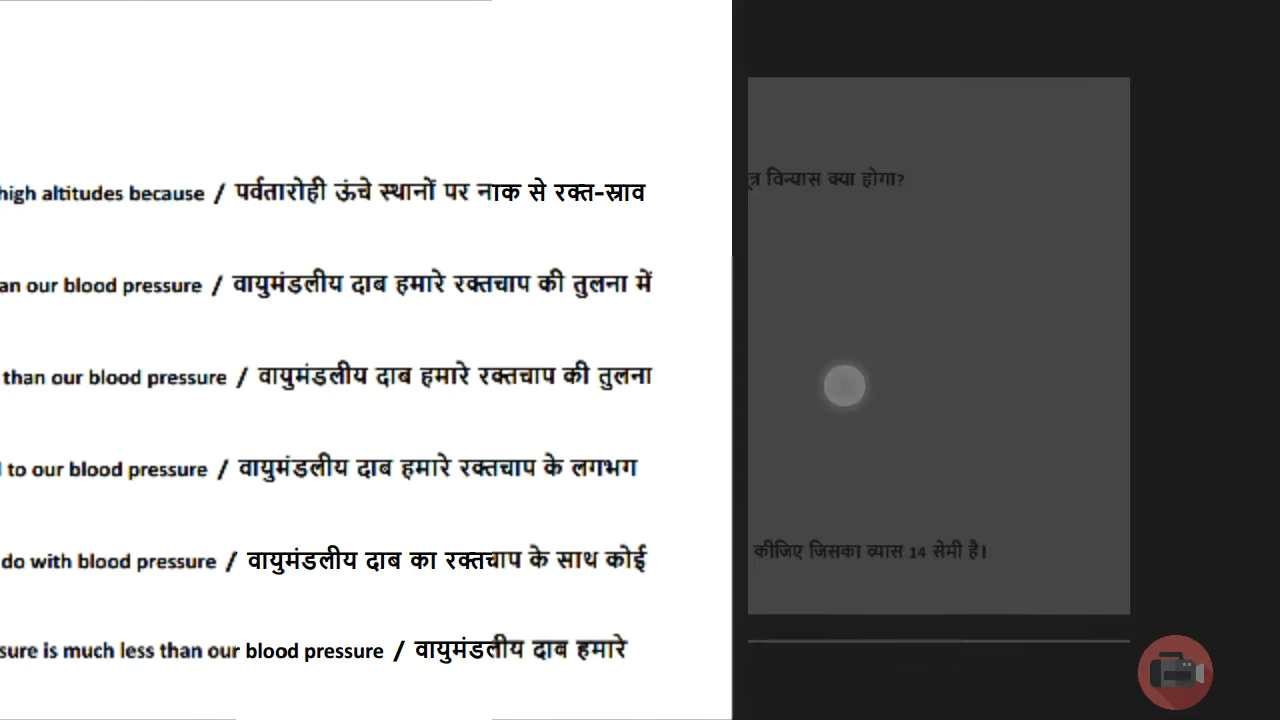 high altitudes because / पर्वतारोही ऊंचे स्थानों पर नाक से रक्त-स्राव
an our blood pressure / वायुमंडलीय दाब हमारे रक्तचाप की तुलना में
than our blood pressure / वायुमंडलीय दाब हमारे रक्तचाप की तुलना
to our blood pressure / वायुमंडलीय दाब हमारे रक्तचाप के लगभग
do with blood pressure / वायुमंडलीय दाब का रक्तचाप के साथ कोई
sure is much less than our blood pressure / वायुमंडलीय दाब हमारे
विन्यास क्या होगा?
कीजिए जिसका व्यास 14 सेमी है।